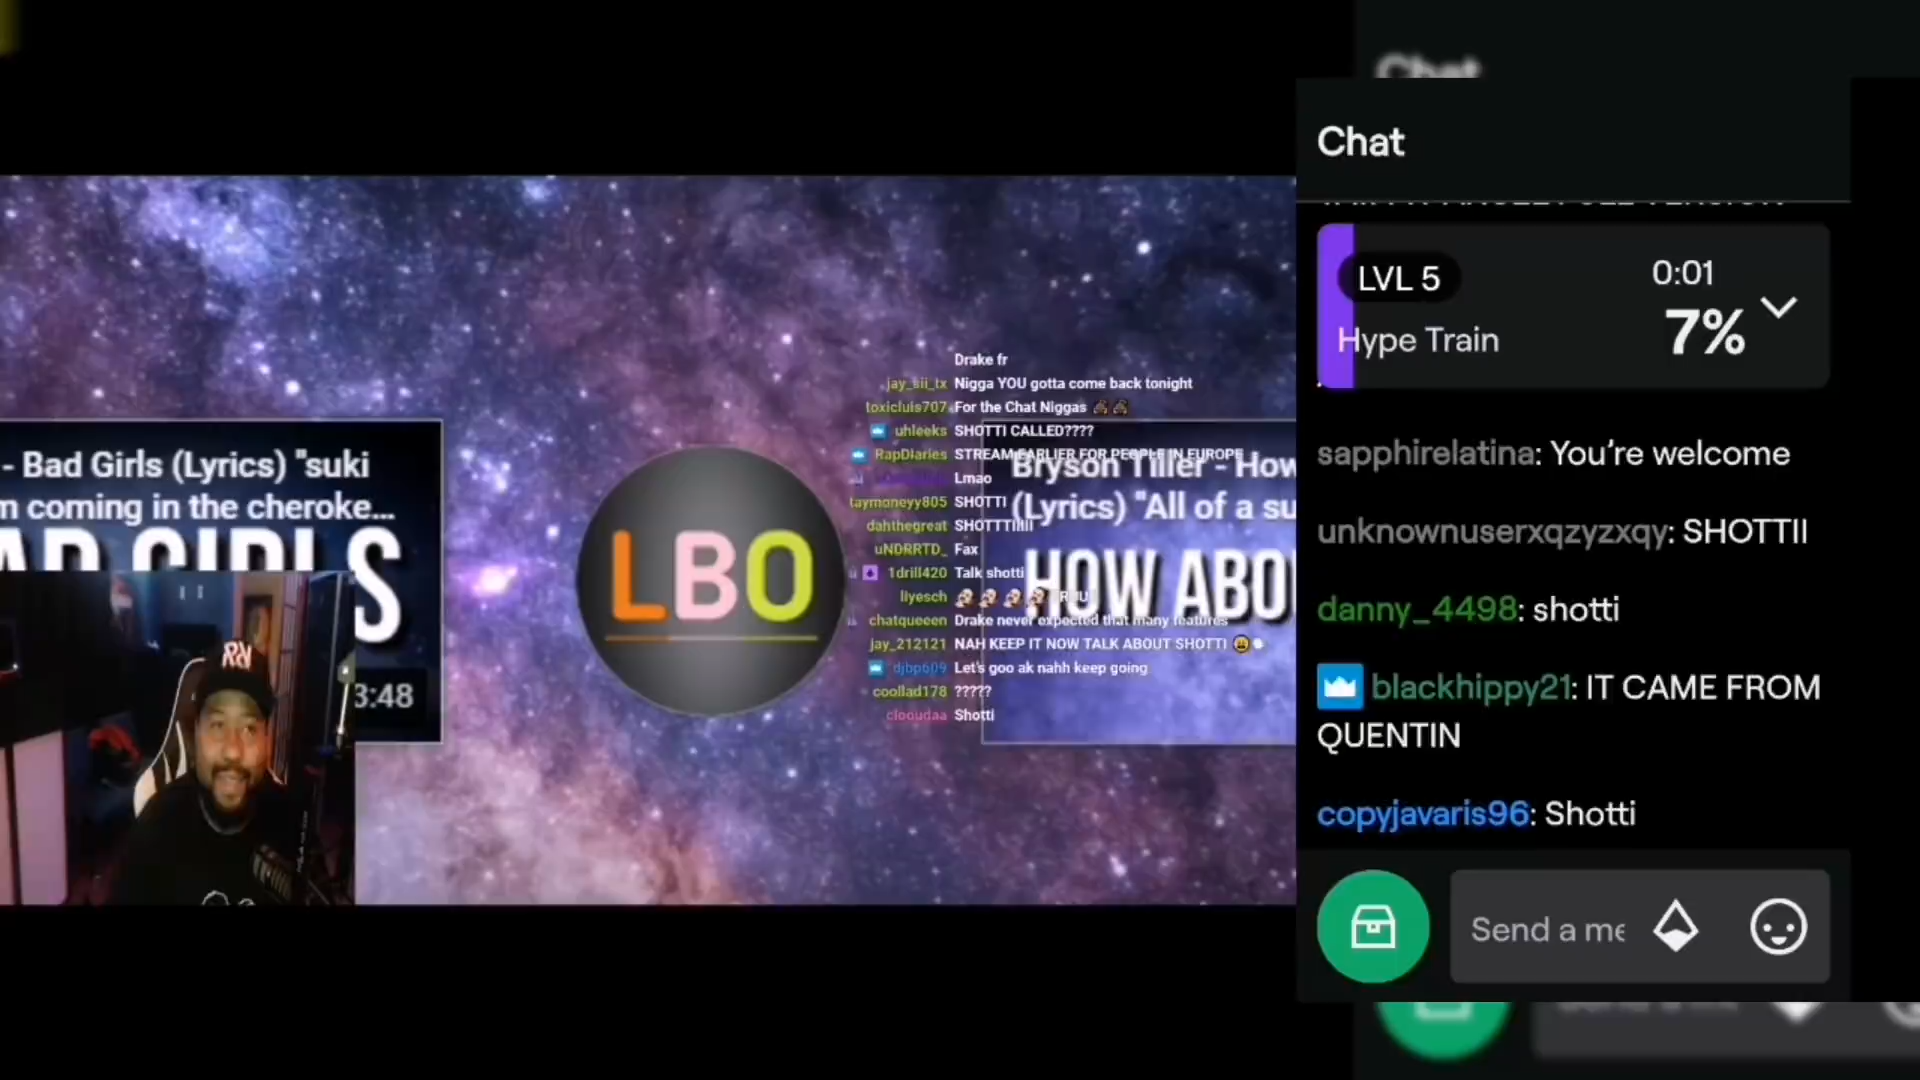 Chat
Chat
LVL 5
0:01
Hype Train
7%
sapphirelatina: You’re welcome
unknownuserxqzyzxqy: SHOTTII
danny_4498: shotti
blackhippy21: IT CAME FROM
QUENTIN
copyjavaris96: Shotti
Send a me
- Bad Girls (Lyrics) "suki
m coming in the cheroke...
AD GIRLS
3:48
RR
LBO
Bryson Tiller - How
(Lyrics) "All of a su
HOW ABO
Drake fr
jay_sii_tx Nigga YOU gotta come back tonight
toxicluis707 For the Chat Niggas
uhleeks SHOTTI CALLED????
RapDiaries STREAM EARLIER FOR PEOPLE IN EUROPE
Lmao
taymoneyy805 SHOTTI
dahthegreat SHOTTTIIIII
uNDRRTD_ Fax
1drill420 Talk shotti
liyesch
chatqueeen Drake never expected that many features
jay_212121 NAH KEEP IT NOW TALK ABOUT SHOTTI
djbp609 Let's goo ak nahh keep going
coollad178 ?????
clooudaa Shotti